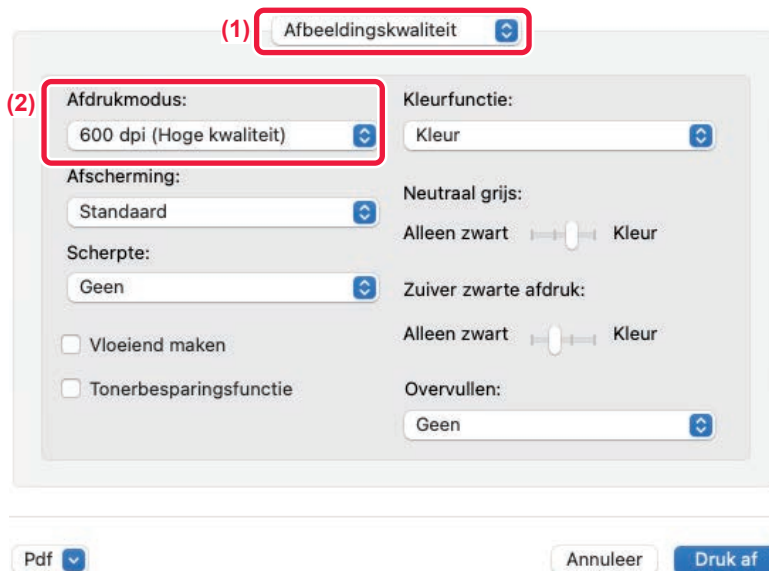 (1) Afbeeldingskwaliteit
(2)
Afdrukmodus:
600 dpi (Hoge kwaliteit)
Afscherming:
Standaard
Scherpte:
Geen
Vloeiend maken
Tonerbesparingsfunctie
Kleurfunctie:
Kleur
Neutraal grijs:
Alleen zwart Kleur
Zuiver zwarte afdruk:
Alleen zwart Kleur
Overvullen:
Geen
Pdf Annuleer Druk af